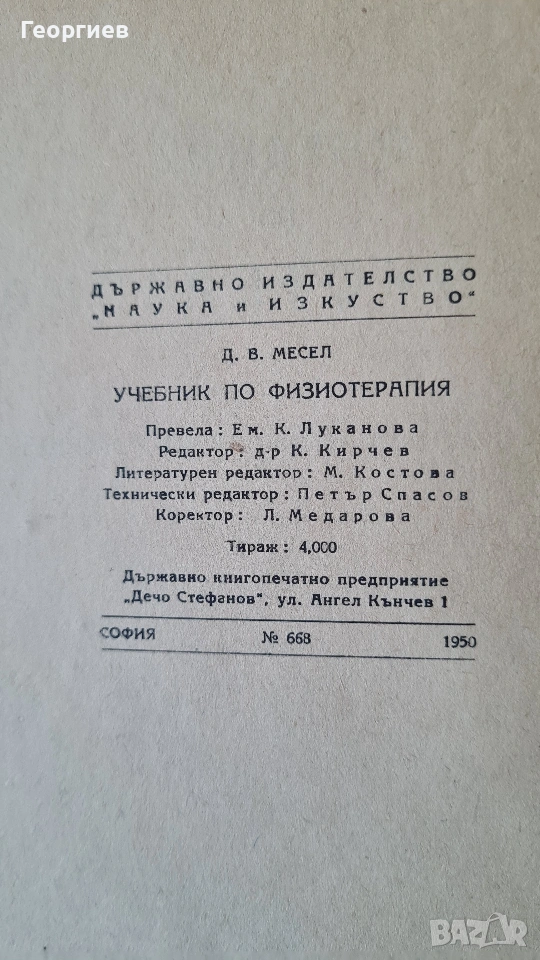 Георгиев
ДЪРЖАВНО ИЗДАТЕЛСТВО
„НАУКА и ИЗКУСТВО“
Д. В. МЕСЕЛ
УЧЕБНИК ПО ФИЗИОТЕРАПИЯ
Превела: Ем. К. Луканова
Редактор: д-р К. Кирчев
Литературен редактор: М. Костова
Технически редактор: Петър Спасов
Коректор: Л. Медарова
Тираж: 4,000
Държавно книгопечатно предприятие
„Дечо Стефанов“, ул. Ангел Кънчев 1
СОФИЯ № 668 1950
BAZAR